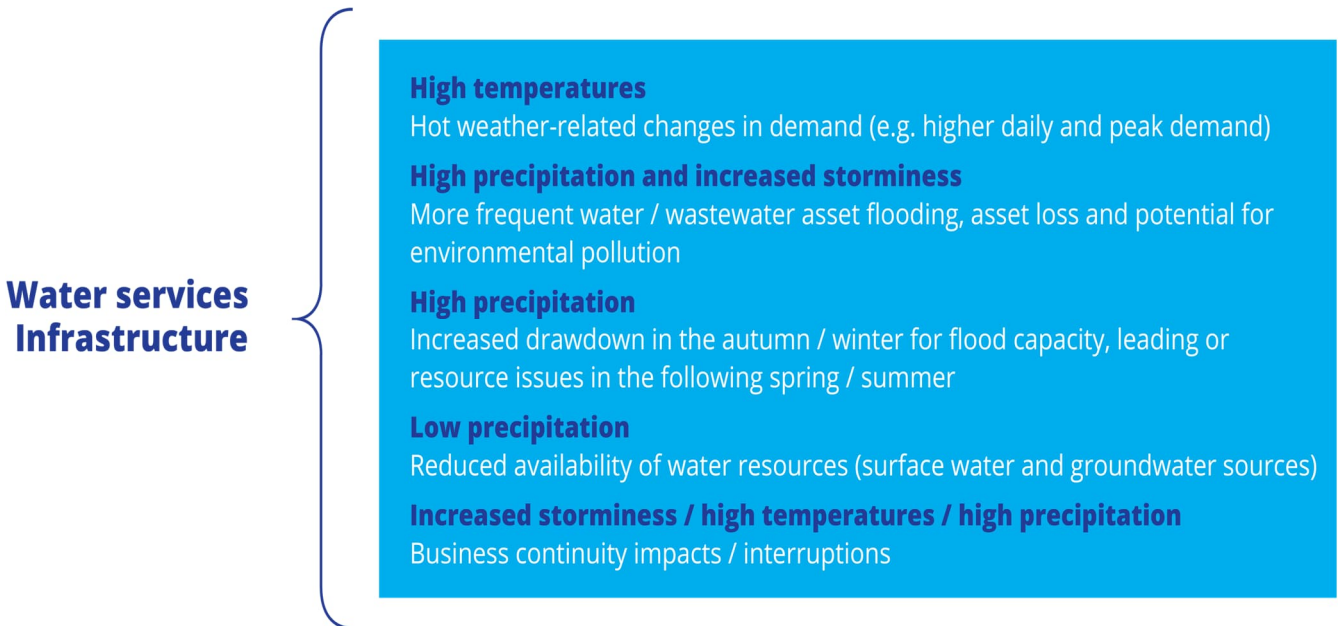 Water services
Infrastructure
High temperatures
Hot weather-related changes in demand (e.g. higher daily and peak demand)
High precipitation and increased storminess
More frequent water / wastewater asset flooding, asset loss and potential for
environmental pollution
High precipitation
Increased drawdown in the autumn / winter for flood capacity, leading or
resource issues in the following spring / summer
Low precipitation
Reduced availability of water resources (surface water and groundwater sources)
Increased storminess / high temperatures / high precipitation
Business continuity impacts / interruptions